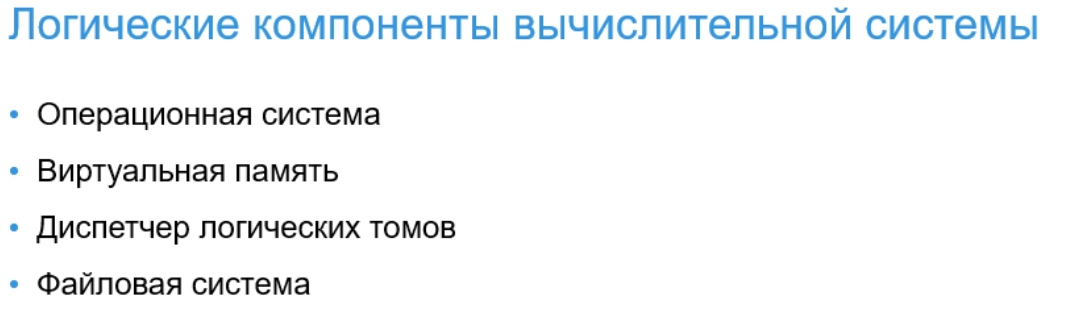 Логические компоненты вычислительной системы
• Операционная система
• Виртуальная память
• Диспетчер логических томов
• Файловая система